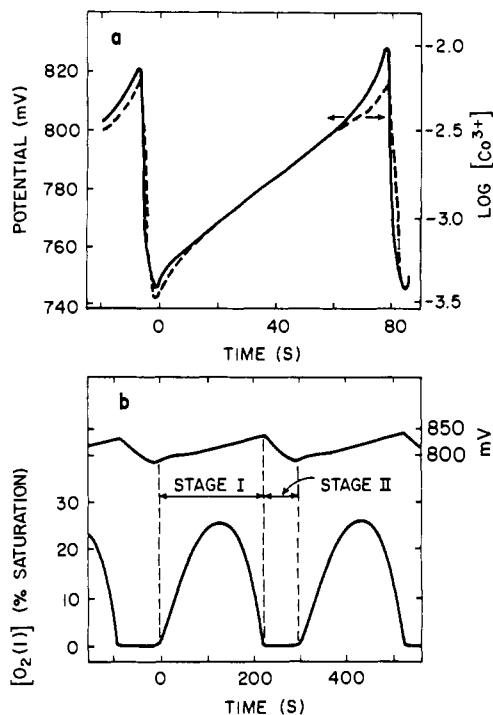 a
POTENTIAL (mV)
820
800
780
760
740
-2.0
-2.5
-3.0
-3.5
LOG [Co³⁺]
0
40
80
TIME (S)
b
850
800
mV
STAGE I
STAGE II
[O₂(l)] (% SATURATION)
30
20
10
0
0
200
400
TIME (S)